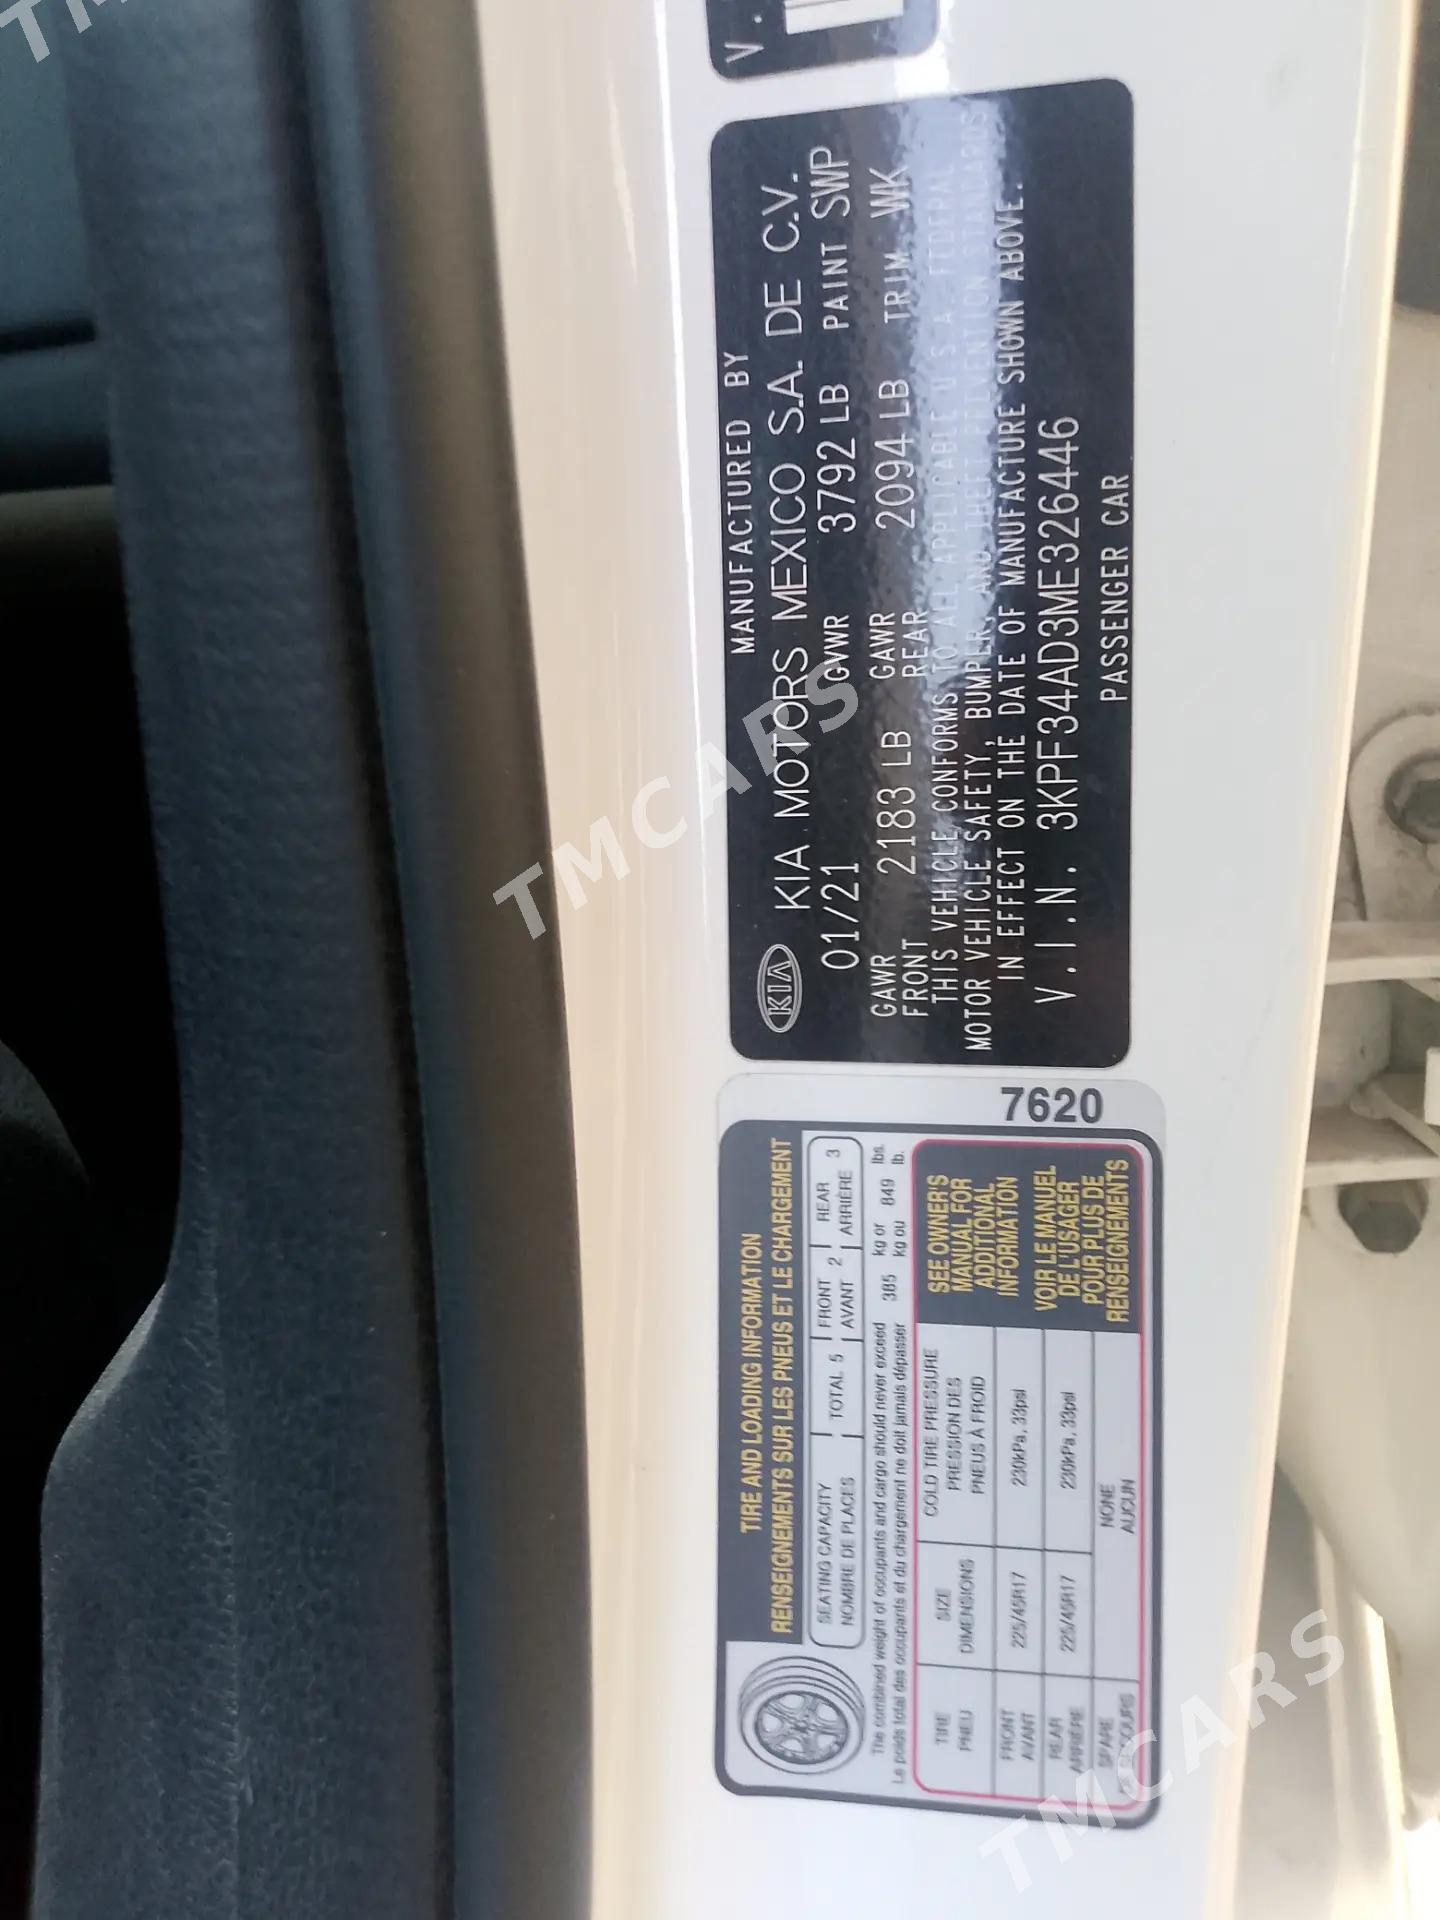 V.
MANUFACTURED BY
KIA KIA MOTORS MEXICO S.A. DE C.V.
01/21 GVWR 3792 LB PAINT SWP
GAWR FRONT 2183 LB GAWR REAR 2094 LB TRIM WK
THIS VEHICLE CONFORMS TO ALL APPLICABLE U.S.A. FEDERAL
MOTOR VEHICLE SAFETY, BUMPER, AND THEFT PREVENTION STANDARDS
IN EFFECT ON THE DATE OF MANUFACTURE SHOWN ABOVE.
V.I.N. 3KPF34AD3ME326446
PASSENGER CAR
7620
TIRE AND LOADING INFORMATION
RENSEIGNEMENTS SUR LES PNEUS ET LE CHARGEMENT
SEATING CAPACITY TOTAL 5 FRONT 2 REAR 3
NOMBRE DE PLACES AVANT ARRIÈRE
The combined weight of occupants and cargo should never exceed 385 kg or 849 lbs.
Le poids total des occupants et du chargement ne doit jamais dépasser kg ou lb.
TIRE SIZE COLD TIRE PRESSURE
PNEU DIMENSIONS PRESSION DES PNEUS À FROID
FRONT 225/45R17 230kPa, 33psi
AVANT
REAR 225/45R17 230kPa, 33psi
ARRIÈRE
SPARE NONE
DE SECOURS AUCUN
SEE OWNER'S
MANUAL FOR
ADDITIONAL
INFORMATION
VOIR LE MANUEL
DE L'USAGER
POUR PLUS DE
RENSEIGNEMENTS
TMCARS
TMCARS